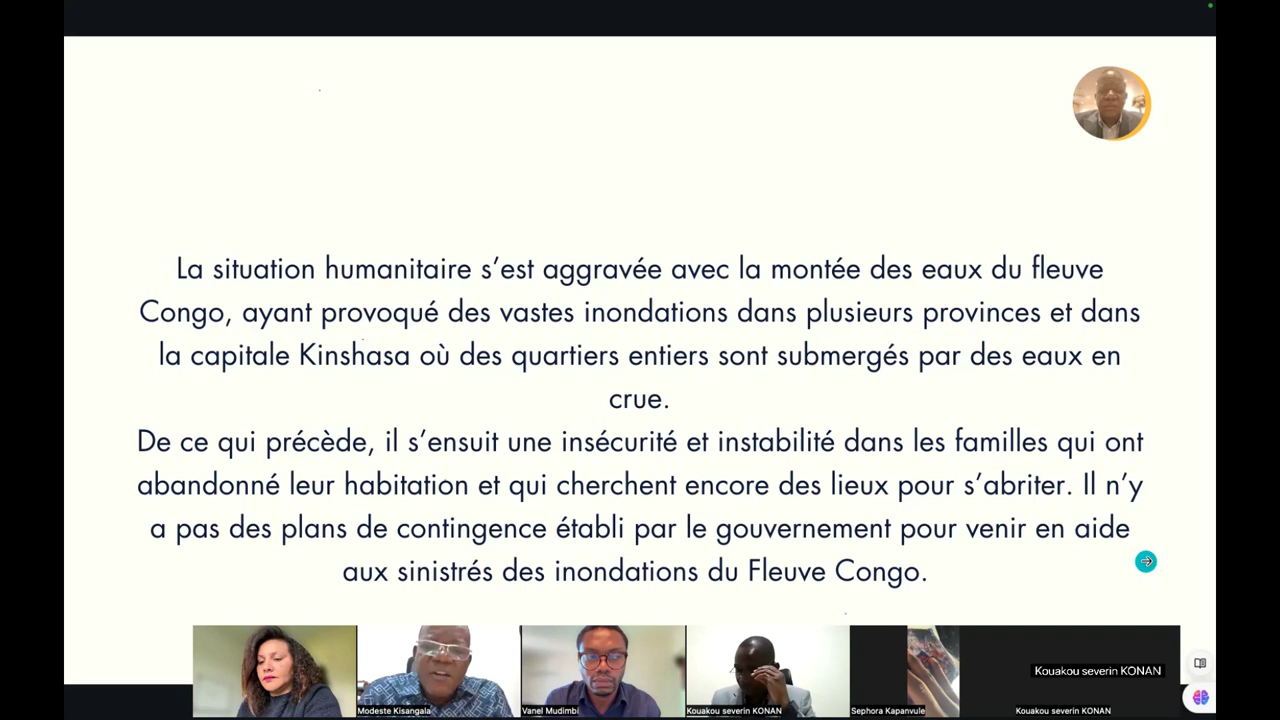 La situation humanitaire s’est aggravée avec la montée des eaux du fleuve
Congo, ayant provoqué des vastes inondations dans plusieurs provinces et dans
la capitale Kinshasa où des quartiers entiers sont submergés par des eaux en
crue.
De ce qui précède, il s’ensuit une insécurité et instabilité dans les familles qui ont
abandonné leur habitation et qui cherchent encore des lieux pour s’abriter. Il n’y
a pas des plans de contingence établi par le gouvernement pour venir en aide
aux sinistrés des inondations du Fleuve Congo.
Kouakou severin KONAN
Modeste Kisangala
Vanel Mudimbi
Kouakou severin KONAN
Sephora Kapanvule
Kouakou severin KONAN